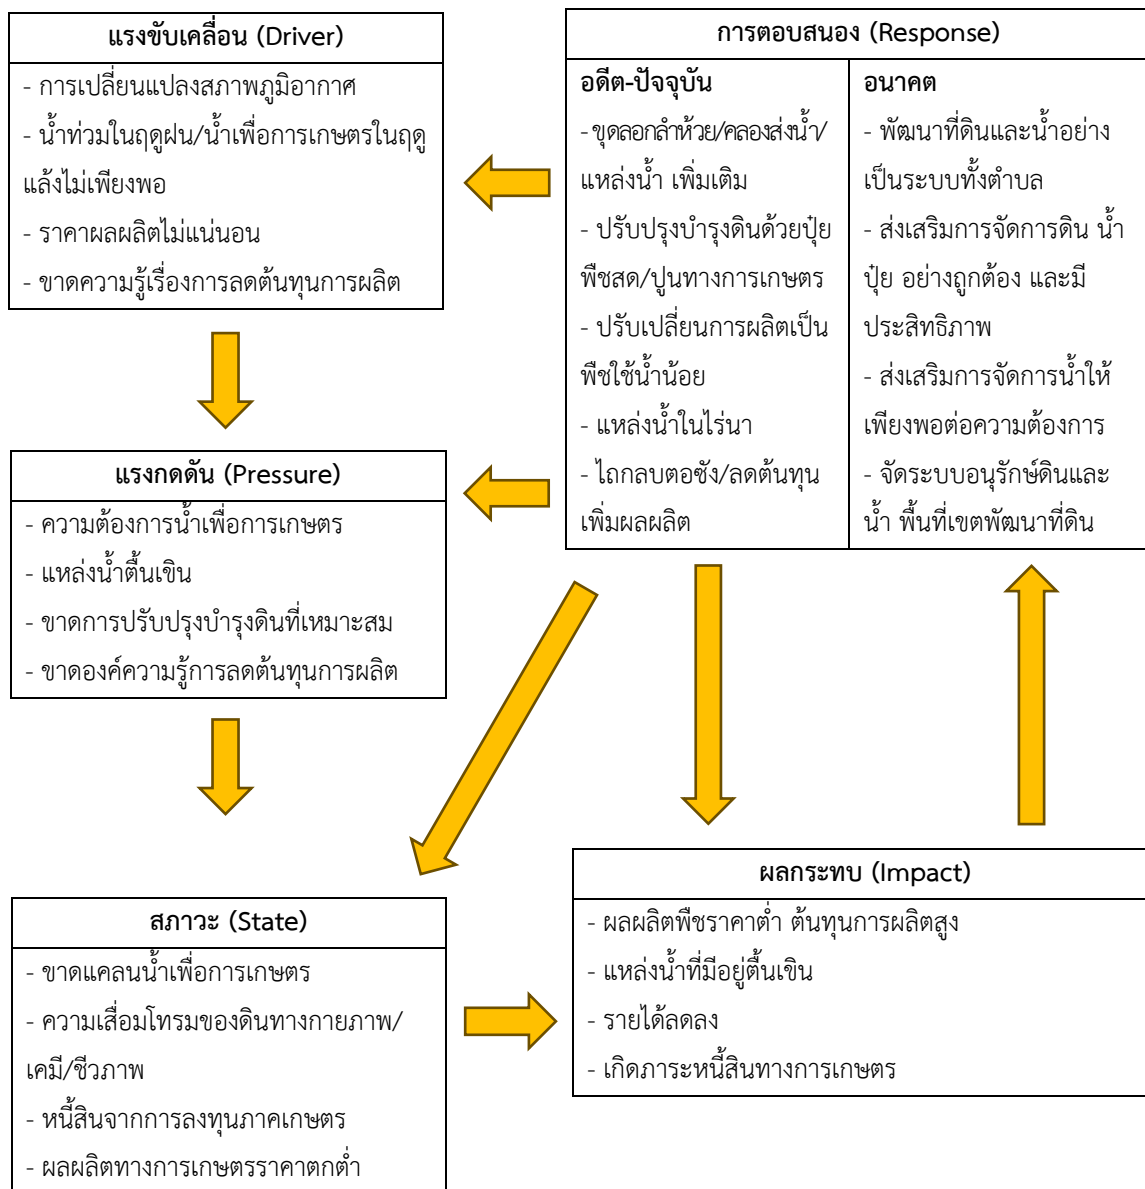 แรงขับเคลื่อน (Driver)
- การเปลี่ยนแปลงสภาพภูมิอากาศ
- น้ำท่วมในฤดูฝน/น้ำเพื่อการเกษตรในฤดู
แล้งไม่เพียงพอ
- ราคาผลผลิตไม่แน่นอน
- ขาดความรู้เรื่องการลดต้นทุนการผลิต
การตอบสนอง (Response)
อดีต-ปัจจุบัน
- ขุดลอกลำห้วย/คลองส่งน้ำ/
แหล่งน้ำ เพิ่มเติม
- ปรับปรุงบำรุงดินด้วยปุ๋ย
พืชสด/ปูนทางการเกษตร
- ปรับเปลี่ยนการผลิตเป็น
พืชใช้น้ำน้อย
- แหล่งน้ำในไร่นา
- ไถกลบตอซัง/ลดต้นทุน
เพิ่มผลผลิต
อนาคต
- พัฒนาที่ดินและน้ำอย่าง
เป็นระบบทั้งตำบล
- ส่งเสริมการจัดการดิน น้ำ
ปุ๋ย อย่างถูกต้อง และมี
ประสิทธิภาพ
- ส่งเสริมการจัดการน้ำให้
เพียงพอต่อความต้องการ
- จัดระบบอนุรักษ์ดินและ
น้ำ พื้นที่เขตพัฒนาที่ดิน
แรงกดดัน (Pressure)
- ความต้องการน้ำเพื่อการเกษตร
- แหล่งน้ำตื้นเขิน
- ขาดการปรับปรุงบำรุงดินที่เหมาะสม
- ขาดองค์ความรู้การลดต้นทุนการผลิต
สภาวะ (State)
- ขาดแคลนน้ำเพื่อการเกษตร
- ความเสื่อมโทรมของดินทางกายภาพ/
เคมี/ชีวภาพ
- หนี้สินจากการลงทุนภาคเกษตร
- ผลผลิตทางการเกษตรราคาตกต่ำ
ผลกระทบ (Impact)
- ผลผลิตพืชราคาต่ำ ต้นทุนการผลิตสูง
- แหล่งน้ำที่มีอยู่ตื้นเขิน
- รายได้ลดลง
- เกิดภาระหนี้สินทางการเกษตร